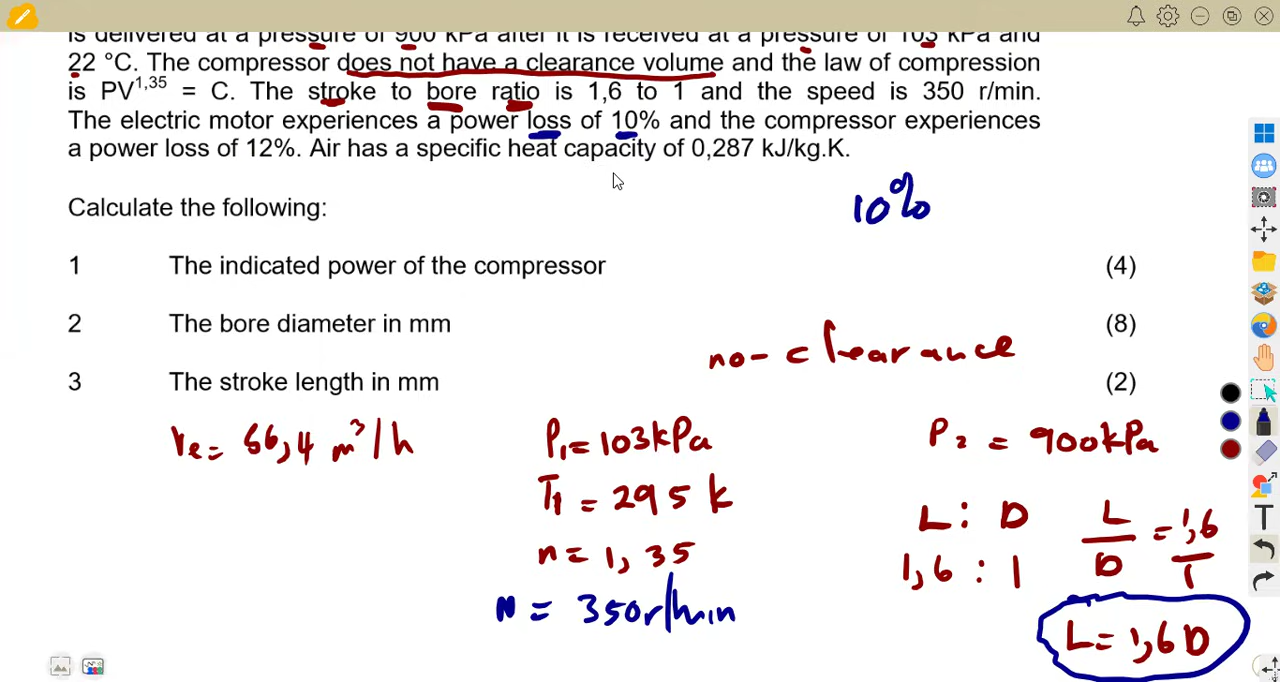 is delivered at a pressure of 900 kPa after it is received at a pressure of 103 kPa and
22 °C. The compressor does not have a clearance volume and the law of compression
is PV1,35 = C. The stroke to bore ratio is 1,6 to 1 and the speed is 350 r/min.
The electric motor experiences a power loss of 10% and the compressor experiences
a power loss of 12%. Air has a specific heat capacity of 0,287 kJ/kg.K.
10%
Calculate the following:
1 The indicated power of the compressor (4)
2 The bore diameter in mm (8)
no-clearance
3 The stroke length in mm (2)
Ve= 66,4 m³/h
P1=103kPa
P2 = 900kPa
T1 = 295 k
L : D
L/D = 1,6/1
n= 1,35
1,6 : 1
N = 350r/min
L= 1,6D
T